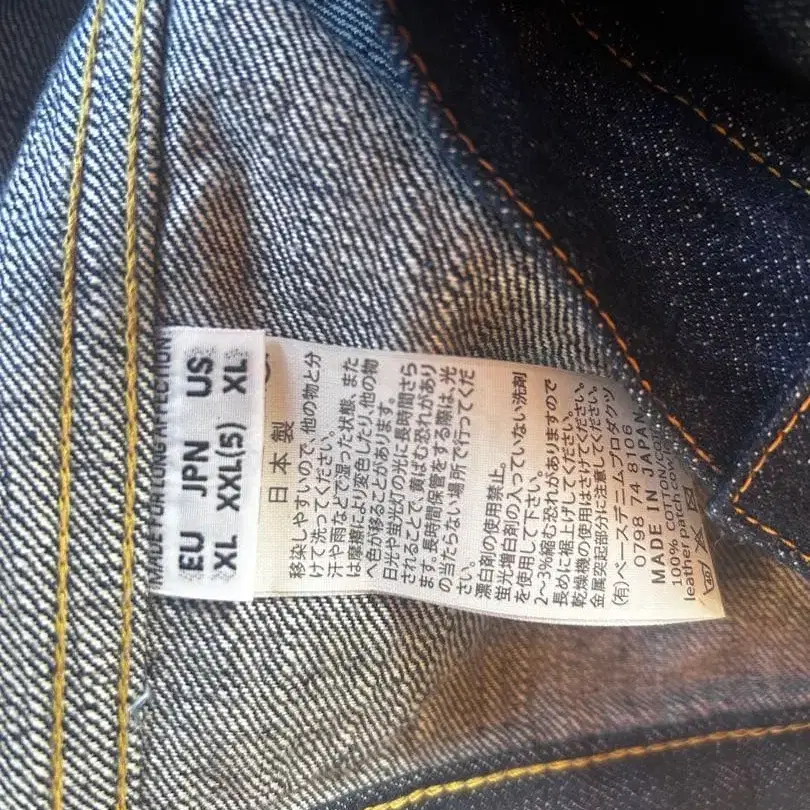 MADE FOR LONG AFFECTION
EU JPN US
XL XXL(5) XL
日本製
移染しやすいので、他の物と分
けて洗ってください。
汗や雨などで湿った状態、また
は摩擦により変色したり、他の物
へ色が移ることがあります。
日光や蛍光灯の光に長時間さら
されることで、黄ばむ恐れがあり
ます。長時間保管をする際は、光
の当たらない場所で行ってくだ
漂白剤の使用禁止。
蛍光増白剤の入っていない洗剤
を使用して下さい。
2～3%縮む恐れがありますので
長めに裾上げしてください。
乾燥機の使用はさけてください。
金属突起部分に注意してください。
(有)ベースデニムプロダクツ
0798 74 8106
MADE IN JAPAN
100% COTTON/CO
leather patch cow